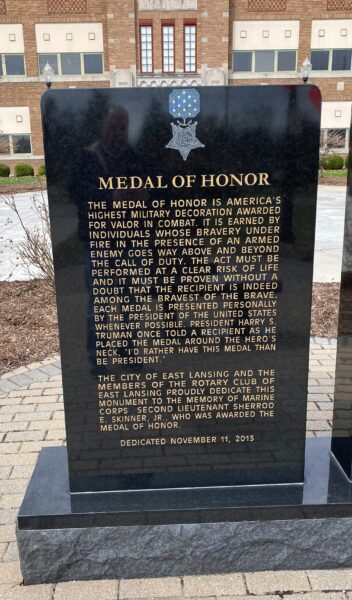 MEDAL OF HONOR
THE MEDAL OF HONOR IS AMERICA'S
HIGHEST MILITARY DECORATION AWARDED
FOR VALOR IN COMBAT. IT IS EARNED BY
INDIVIDUALS WHOSE BRAVERY UNDER
FIRE IN THE PRESENCE OF AN ARMED
ENEMY GOES WAY ABOVE AND BEYOND
THE CALL OF DUTY. THE ACT MUST BE
PERFORMED AT A CLEAR RISK OF LIFE
AND IT MUST BE PROVEN WITHOUT A
DOUBT THAT THE RECIPIENT IS INDEED
AMONG THE BRAVEST OF THE BRAVE.
EACH MEDAL IS PRESENTED PERSONALLY
BY THE PRESIDENT OF THE UNITED STATES
WHENEVER POSSIBLE. PRESIDENT HARRY S.
TRUMAN ONCE TOLD A RECIPIENT AS HE
PLACED THE MEDAL AROUND THE HERO'S
NECK, "I'D RATHER HAVE THIS MEDAL THAN
BE PRESIDENT."
THE CITY OF EAST LANSING AND THE
MEMBERS OF THE ROTARY CLUB OF
EAST LANSING PROUDLY DEDICATE THIS
MONUMENT TO THE MEMORY OF MARINE
CORPS SECOND LIEUTENANT SHERROD
E. SKINNER, JR., WHO WAS AWARDED THE
MEDAL OF HONOR.
DEDICATED NOVEMBER 11, 2013